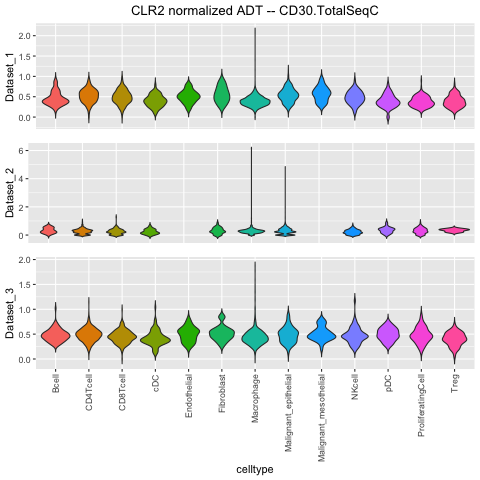 CLR2 normalized ADT -- CD30.TotalSeqC
Dataset_1
2.0
1.5
1.0
0.5
0.0
Dataset_2
6
4
2
0
Dataset_3
2.0
1.5
1.0
0.5
0.0
Bcell
CD4Tcell
CD8Tcell
cDC
Endothelial
Fibroblast
Macrophage
Malignant_epithelial
Malignant_mesothelial
NKcell
pDC
ProliferatingCell
Treg
celltype